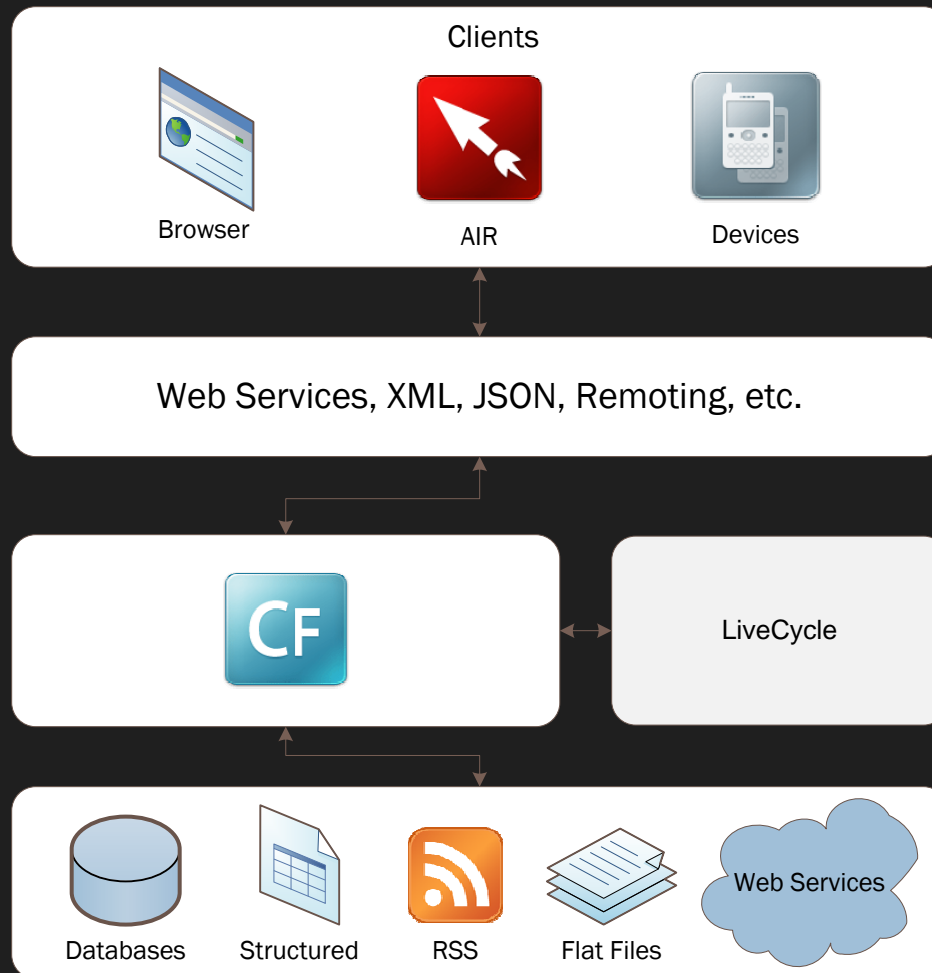 Clients
Browser
AIR
Devices
Web Services, XML, JSON, Remoting, etc.
CF
LiveCycle
Web Services
Databases
Structured
RSS
Flat Files